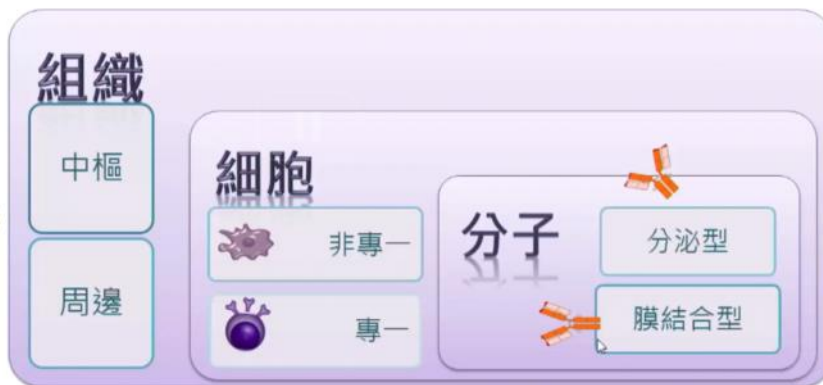 組織
中樞
周邊
細胞
非專一
專一
分子
分泌型
膜結合型